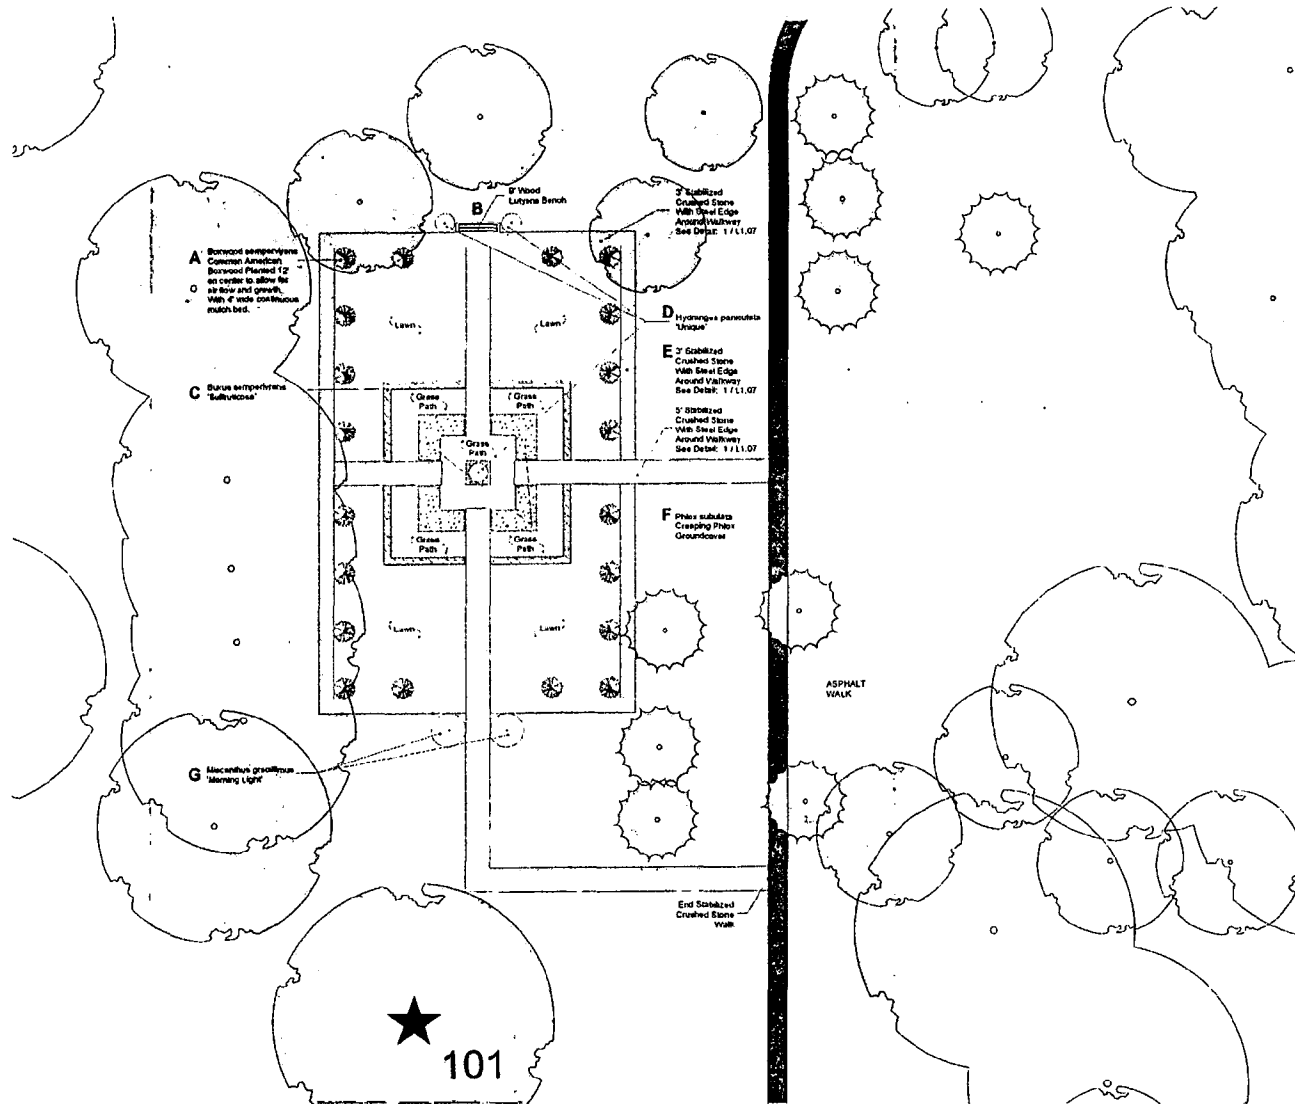 B
8' Wood
Lutyens Bench
3' Stabilized
Crushed Stone
With Steel Edge
Around Walkway
See Detail: 1 / L1.07
A
Boxwood sempervirens
Common American
Boxwood Planted 12'
on center to allow for
air flow and growth.
With 4' wide continuous
mulch bed.
Lawn
Lawn
D
Hydrangea paniculata
'Unique'
E
3' Stabilized
Crushed Stone
With Steel Edge
Around Walkway
See Detail: 1 / L1.07
C
Buxus sempervirens
'Suffruticosa'
Grass
Path
Grass
Path
Grass
Path
5' Stabilized
Crushed Stone
With Steel Edge
Around Walkway
See Detail: 1 / L1.07
F
Phlox subulata
Creeping Phlox
Groundcover
Grass
Path
Grass
Path
Lawn
Lawn
ASPHALT
WALK
G
Miscanthus gracillimus
'Morning Light'
End Stabilized
Crushed Stone
Walk
101